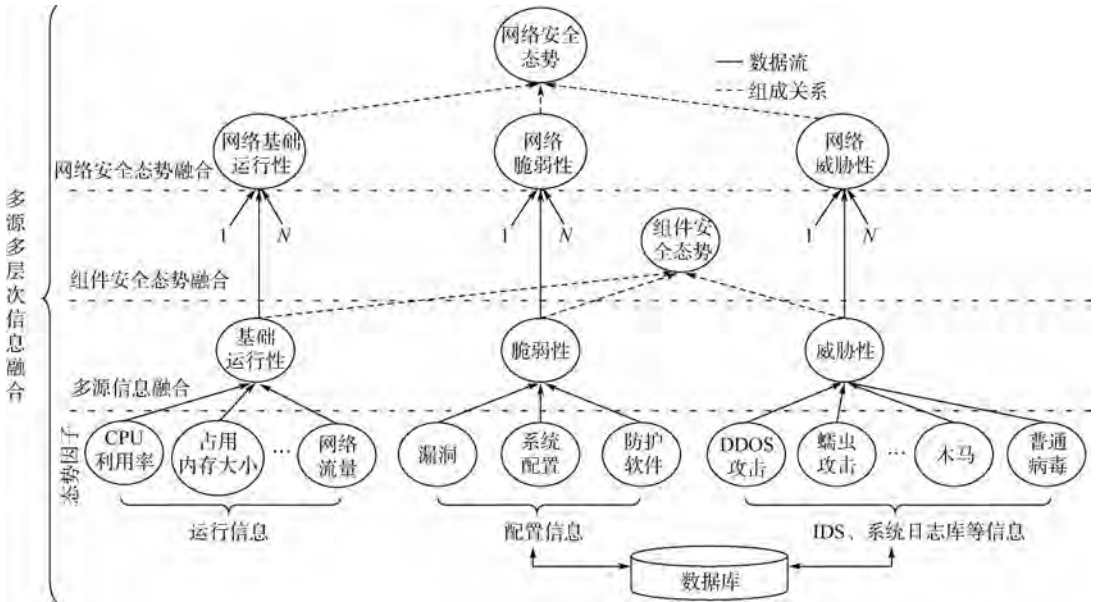 网络安全
态势
数据流
组成关系
网络基础
运行性
网络
脆弱性
网络
威胁性
网络安全态势融合
1
N
1
N
1
N
组件安
全态势
组件安全态势融合
基础
运行性
脆弱性
威胁性
多源信息融合
多源多层次信息融合
态势因子
CPU
利用率
占用
内存大小
…
网络
流量
漏洞
系统
配置
防护
软件
DDOS
攻击
蠕虫
攻击
…
木马
普通
病毒
运行信息
配置信息
IDS、系统日志库等信息
数据库